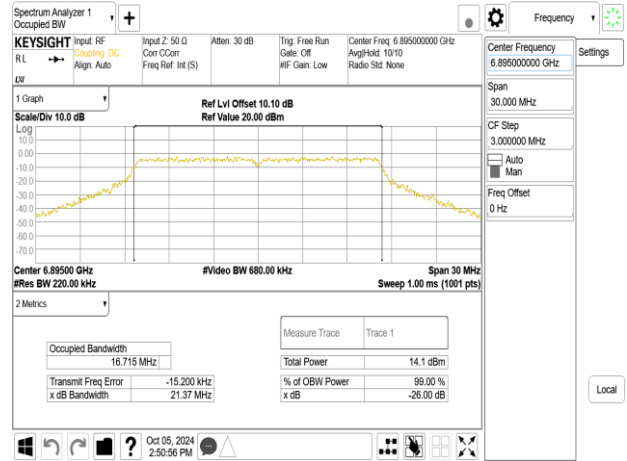 Spectrum Analyzer 1
Occupied BW
KEYSIGHT
RL
Input: RF
Coupling: DC
Align: Auto
Input Z: 50 Ω
Corr CCorr
Freq Ref: Int (S)
Atten: 30 dB
Trig: Free Run
Gate: Off
#IF Gain: Low
Center Freq: 6.895000000 GHz
Avg|Hold: 10/10
Radio Std: None
1 Graph
Scale/Div 10.0 dB
Ref Lvl Offset 10.10 dB
Ref Value 20.00 dBm
Log
10.0
0.00
-10.0
-20.0
-30.0
-40.0
-50.0
-60.0
-70.0
Center 6.89500 GHz
#Video BW 680.00 kHz
Span 30 MHz
#Res BW 220.00 kHz
Sweep 1.00 ms (1001 pts)
2 Metrics
Measure Trace Trace 1
Occupied Bandwidth
16.715 MHz
Total Power 14.1 dBm
Transmit Freq Error -15.200 kHz
% of OBW Power 99.00 %
x dB Bandwidth 21.37 MHz
x dB -26.00 dB
?
Oct 05, 2024
2:50:56 PM
Frequency
Center Frequency
6.895000000 GHz
Settings
Span
30.000 MHz
CF Step
3.000000 MHz
Auto
Man
Freq Offset
0 Hz
Local